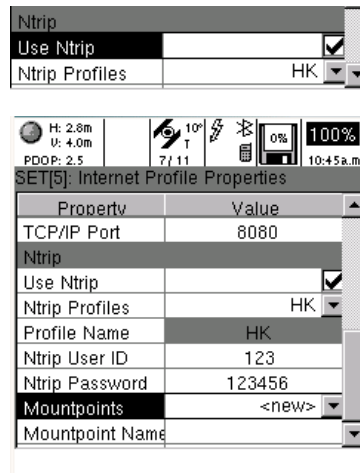 Ntrip
Use Ntrip
Ntrip Profiles HK
H: 2.8m
V: 4.0m
PDOP: 2.5
10°
T
7/11
0%
100%
10:45a.m
SET[5]: Internet Profile Properties
Property Value
TCP/IP Port 8080
Ntrip
Use Ntrip
Ntrip Profiles HK
Profile Name HK
Ntrip User ID 123
Ntrip Password 123456
Mountpoints <new>
Mountpoint Name